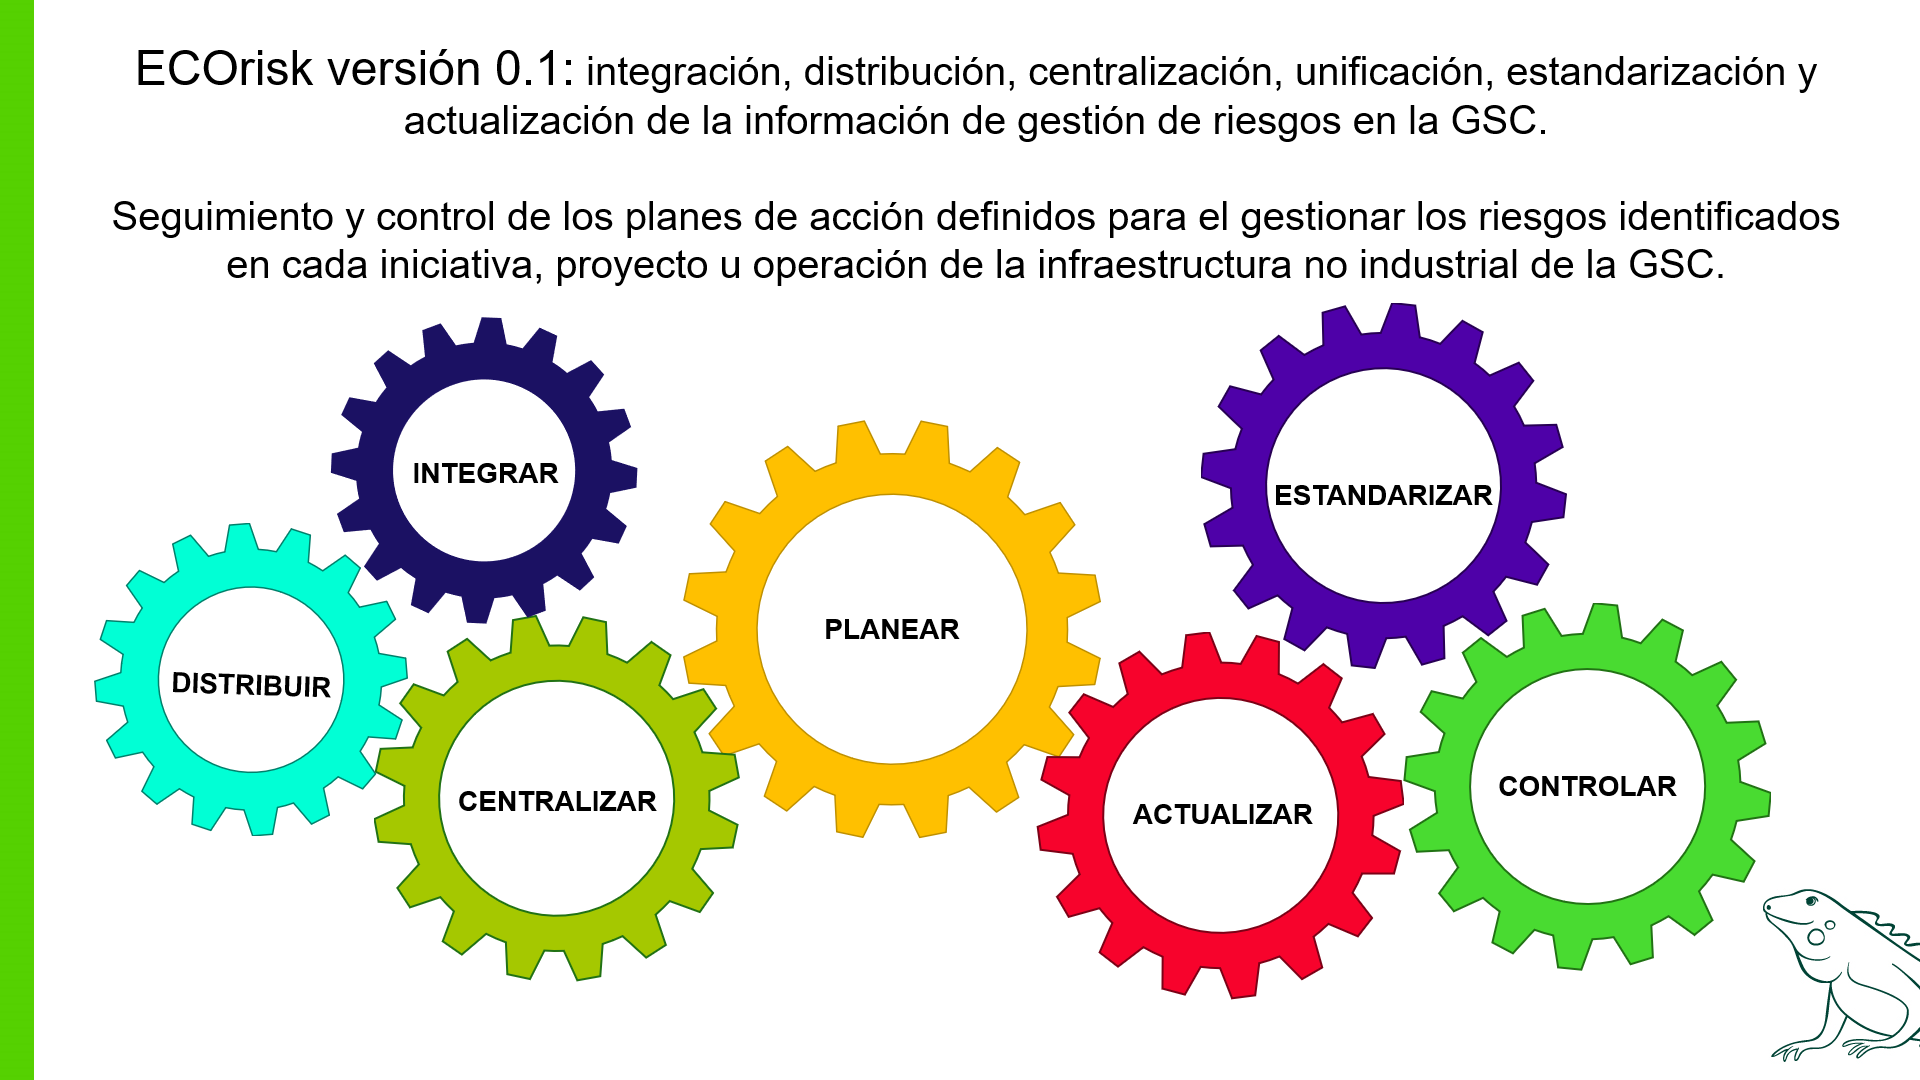 ECOrisk versión 0.1: integración, distribución, centralización, unificación, estandarización y
actualización de la información de gestión de riesgos en la GSC.
Seguimiento y control de los planes de acción definidos para el gestionar los riesgos identificados
en cada iniciativa, proyecto u operación de la infraestructura no industrial de la GSC.
INTEGRAR
ESTANDARIZAR
PLANEAR
DISTRIBUIR
CENTRALIZAR
ACTUALIZAR
CONTROLAR